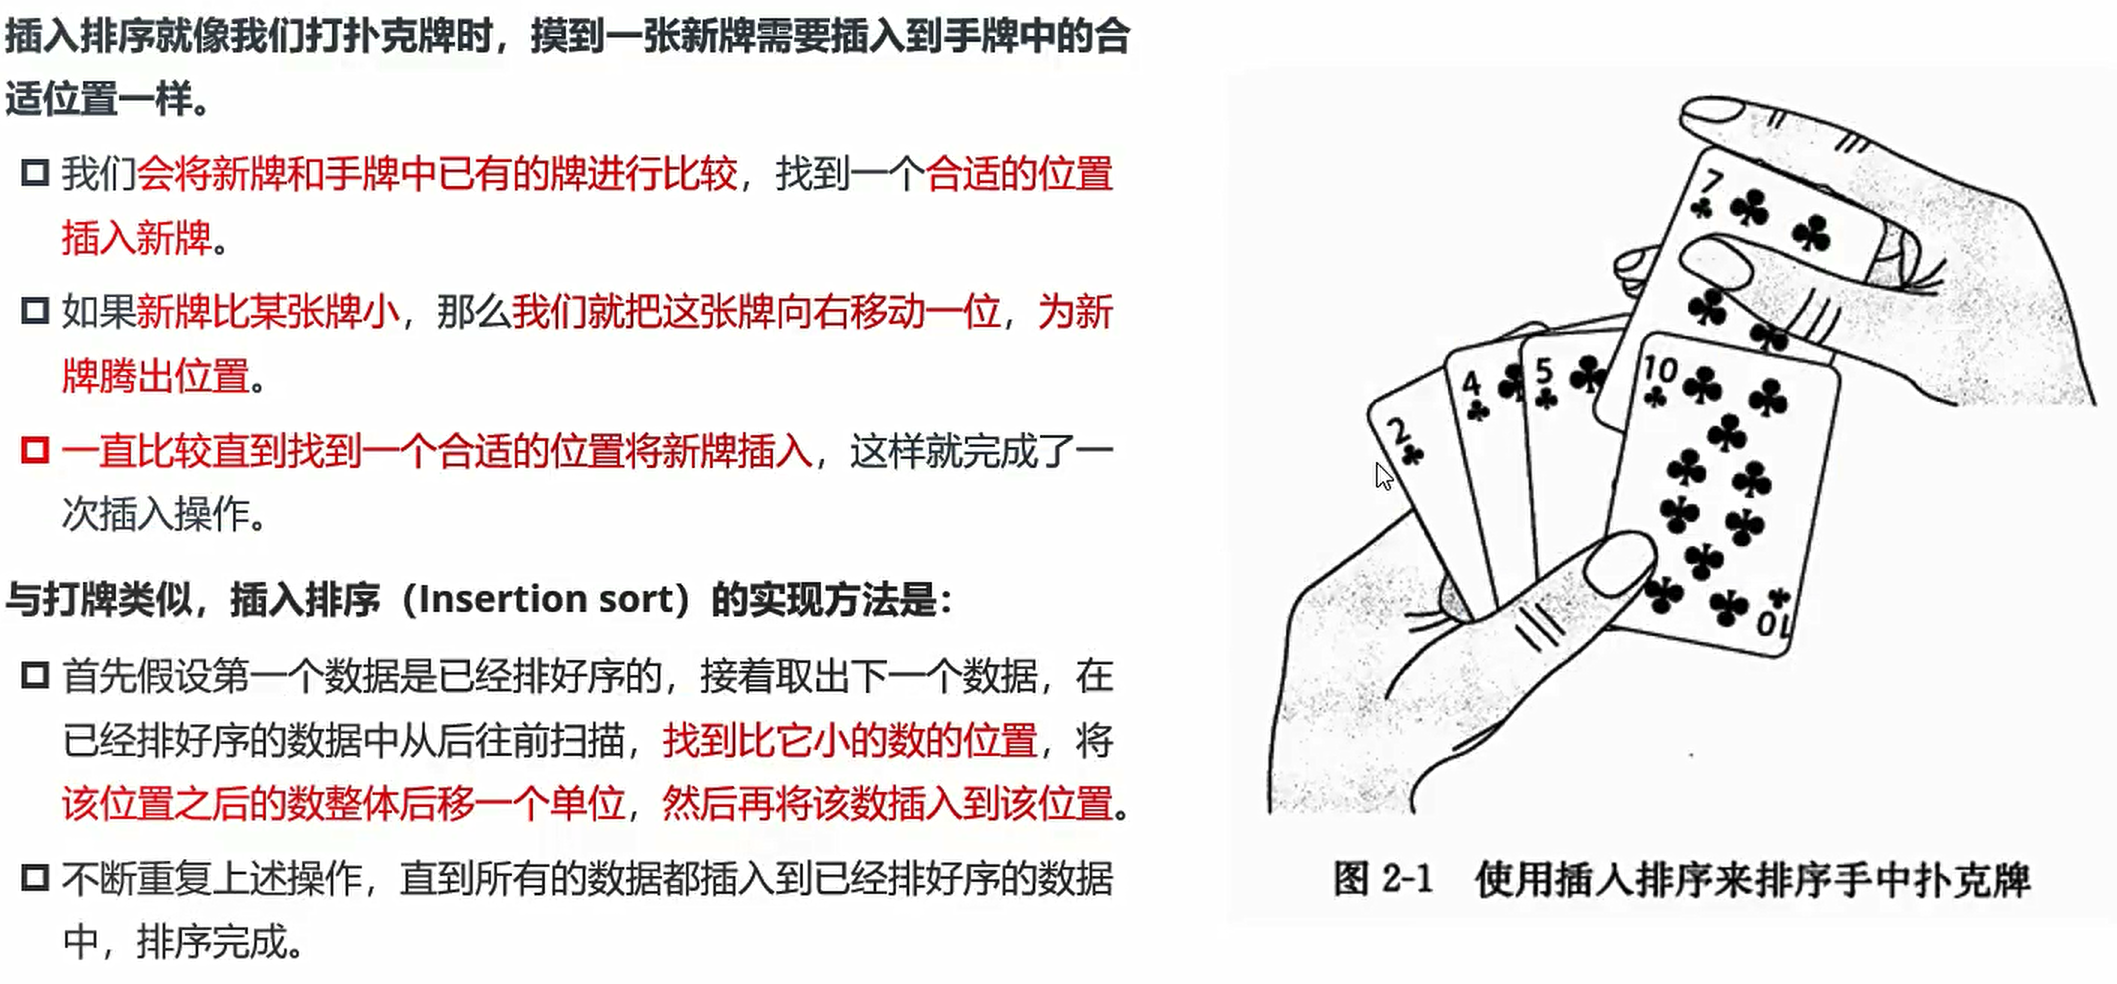 插入排序就像我们打扑克牌时，摸到一张新牌需要插入到手牌中的合
适位置一样。
我们会将新牌和手牌中已有的牌进行比较，找到一个合适的位置
插入新牌。
如果新牌比某张牌小，那么我们就把这张牌向右移动一位，为新
牌腾出位置。
一直比较直到找到一个合适的位置将新牌插入，这样就完成了一
次插入操作。
与打牌类似，插入排序（Insertion sort）的实现方法是：
首先假设第一个数据是已经排好序的，接着取出下一个数据，在
已经排好序的数据中从后往前扫描，找到比它小的数的位置，将
该位置之后的数整体后移一个单位，然后再将该数插入到该位置。
不断重复上述操作，直到所有的数据都插入到已经排好序的数据
中，排序完成。
7
2
4
5
10
10
图 2-1 使用插入排序来排序手中扑克牌